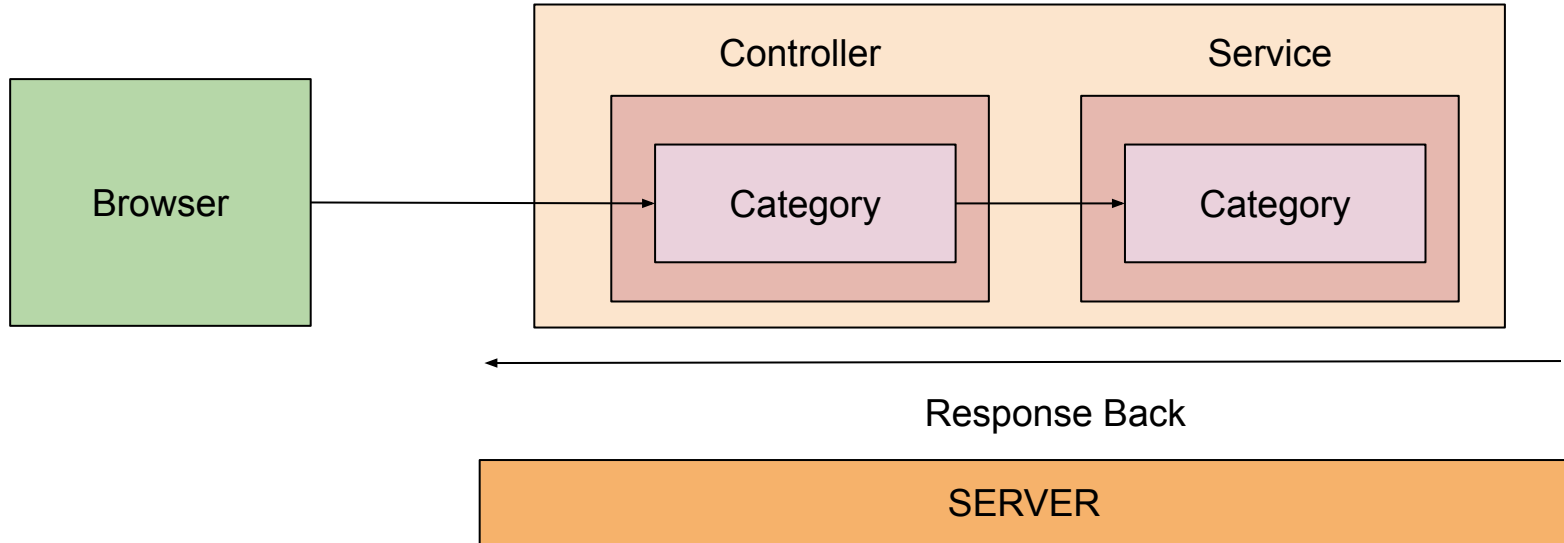 Controller
Service
Browser
Category
Category
Response Back
SERVER